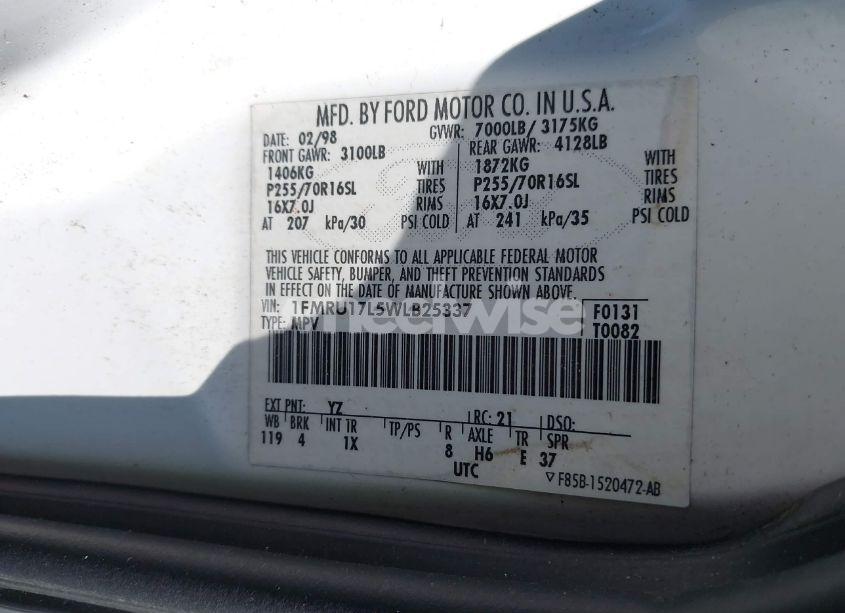 MFD. BY FORD MOTOR CO. IN U.S.A.
DATE: 02/98 GVWR: 7000LB/ 3175KG
FRONT GAWR: 3100LB REAR GAWR: 4128LB
1406KG WITH 1872KG WITH
P255/70R16SL TIRES P255/70R16SL TIRES
16X7.0J RIMS 16X7.0J RIMS
AT 207 kPa/30 PSI COLD AT 241 kPa/35 PSI COLD
THIS VEHICLE CONFORMS TO ALL APPLICABLE FEDERAL MOTOR
VEHICLE SAFETY, BUMPER, AND THEFT PREVENTION STANDARDS
IN EFFECT ON THE DATE OF MANUFACTURE SHOWN ABOVE.
VIN: 1FMRU17L5WLB25337 F0131
TYPE: MPV T0082
EXT PNT: YZ RC: 21 DSO:
WB BRK INT TR TP/PS R AXLE TR SPR
119 4 1X 8 H6 E 37
UTC
▽ F85B-1520472-AB